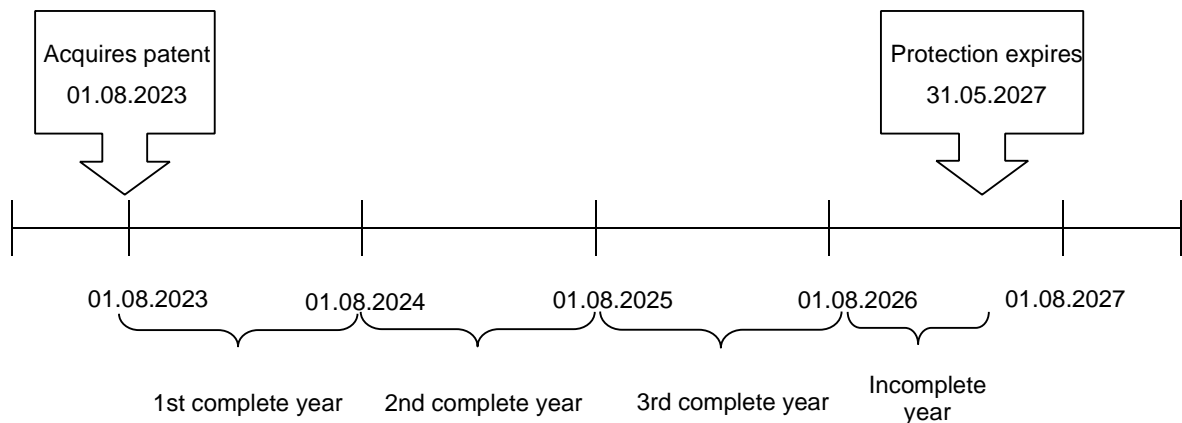 Acquires patent
01.08.2023
Protection expires
31.05.2027
01.08.2023
01.08.2024
01.08.2025
01.08.2026
01.08.2027
1st complete year
2nd complete year
3rd complete year
Incomplete
year